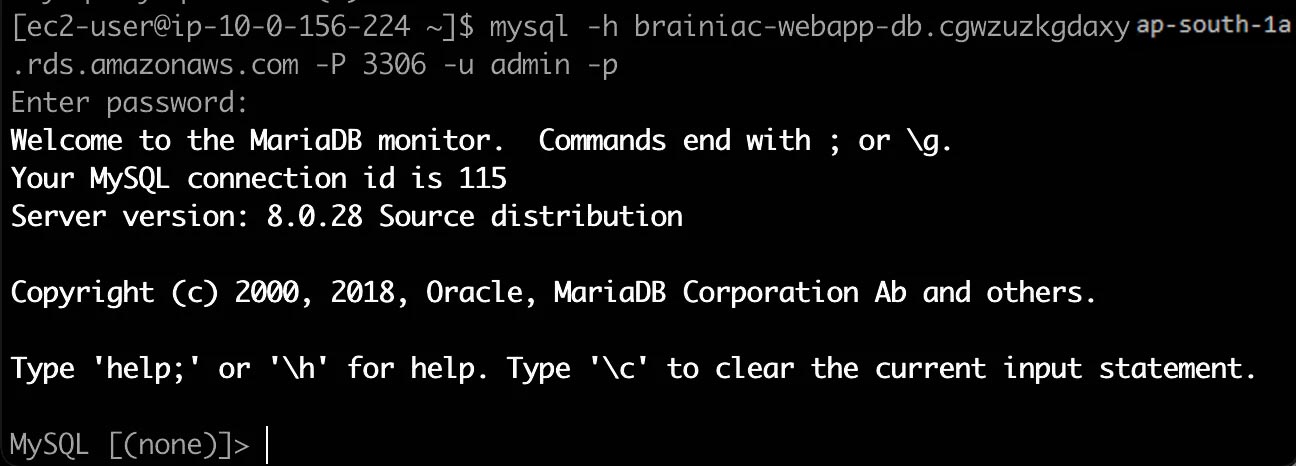 [ec2-user@ip-10-0-156-224 ~]$ mysql -h brainiac-webapp-db.cgwzuzkgdaxy ap-south-1a
.rds.amazonaws.com -P 3306 -u admin -p
Enter password:
Welcome to the MariaDB monitor.  Commands end with ; or \g.
Your MySQL connection id is 115
Server version: 8.0.28 Source distribution
Copyright (c) 2000, 2018, Oracle, MariaDB Corporation Ab and others.
Type 'help;' or '\h' for help. Type '\c' to clear the current input statement.
MySQL [(none)]>